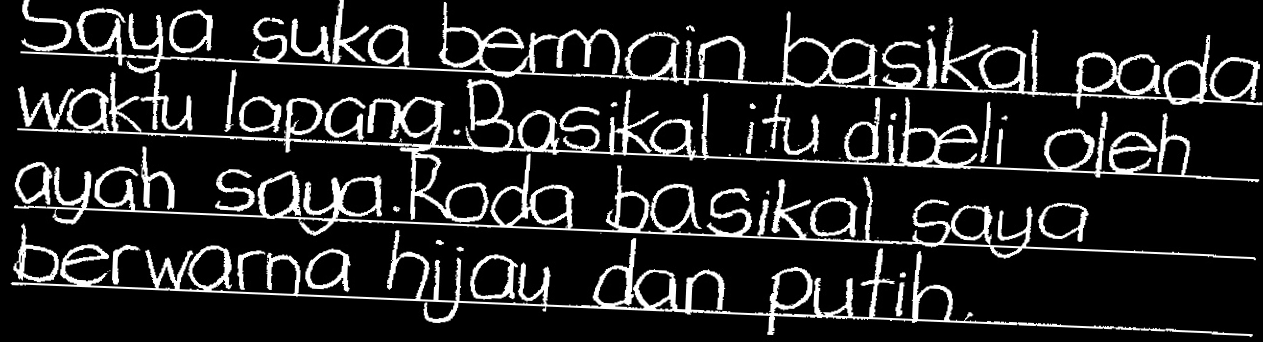 Saya suka bermain basikal pada
waktu lapang.Basikal itu dibeli oleh
ayah saya.Roda basikal saya
berwarna hijau dan putih.